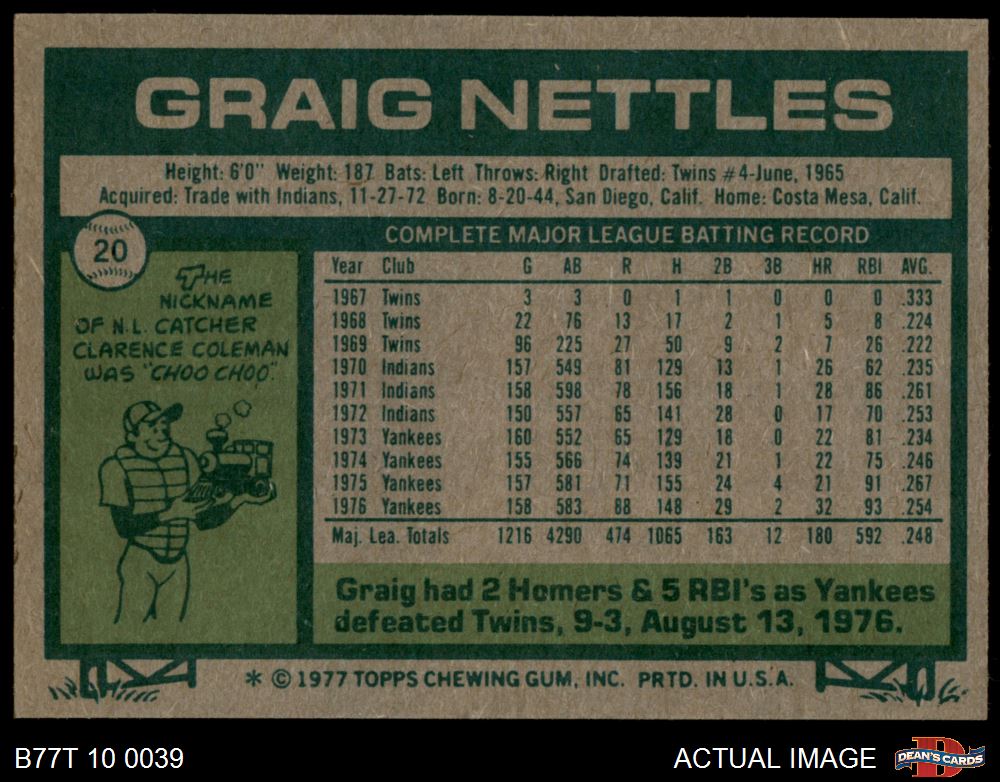 GRAIG NETTLES
Height: 6'0" Weight: 187 Bats: Left Throws: Right Drafted: Twins #4-June, 1965
Acquired: Trade with Indians, 11-27-72 Born: 8-20-44, San Diego, Calif. Home: Costa Mesa, Calif.
20
THE
NICKNAME
OF N.L. CATCHER
CLARENCE COLEMAN
WAS "CHOO CHOO."
COMPLETE MAJOR LEAGUE BATTING RECORD
Year Club G AB R H 2B 3B HR RBI AVG.
1967 Twins 3 3 0 1 1 0 0 0 .333
1968 Twins 22 76 13 17 2 1 5 8 .224
1969 Twins 96 225 27 50 9 2 7 26 .222
1970 Indians 157 549 81 129 13 1 26 62 .235
1971 Indians 158 598 78 156 18 1 28 86 .261
1972 Indians 150 557 65 141 28 0 17 70 .253
1973 Yankees 160 552 65 129 18 0 22 81 .234
1974 Yankees 155 566 74 139 21 1 22 75 .246
1975 Yankees 157 581 71 155 24 4 21 91 .267
1976 Yankees 158 583 88 148 29 2 32 93 .254
Maj. Lea. Totals 1216 4290 474 1065 163 12 180 592 .248
Graig had 2 Homers & 5 RBI's as Yankees
defeated Twins, 9-3, August 13, 1976.
* © 1977 TOPPS CHEWING GUM, INC. PRTD. IN U.S.A.
B77T 10 0039
ACTUAL IMAGE
D
DEAN'S CARDS